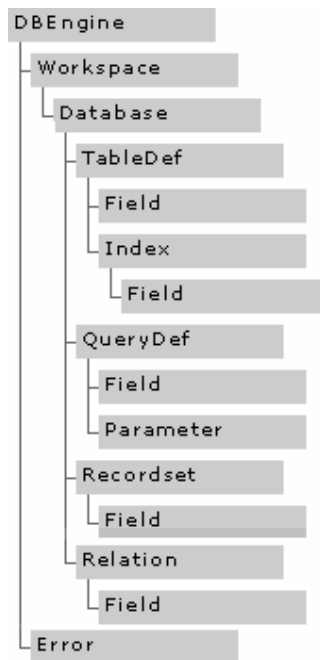 DBEngine
Workspace
Database
TableDef
Field
Index
Field
QueryDef
Field
Parameter
Recordset
Field
Relation
Field
Error